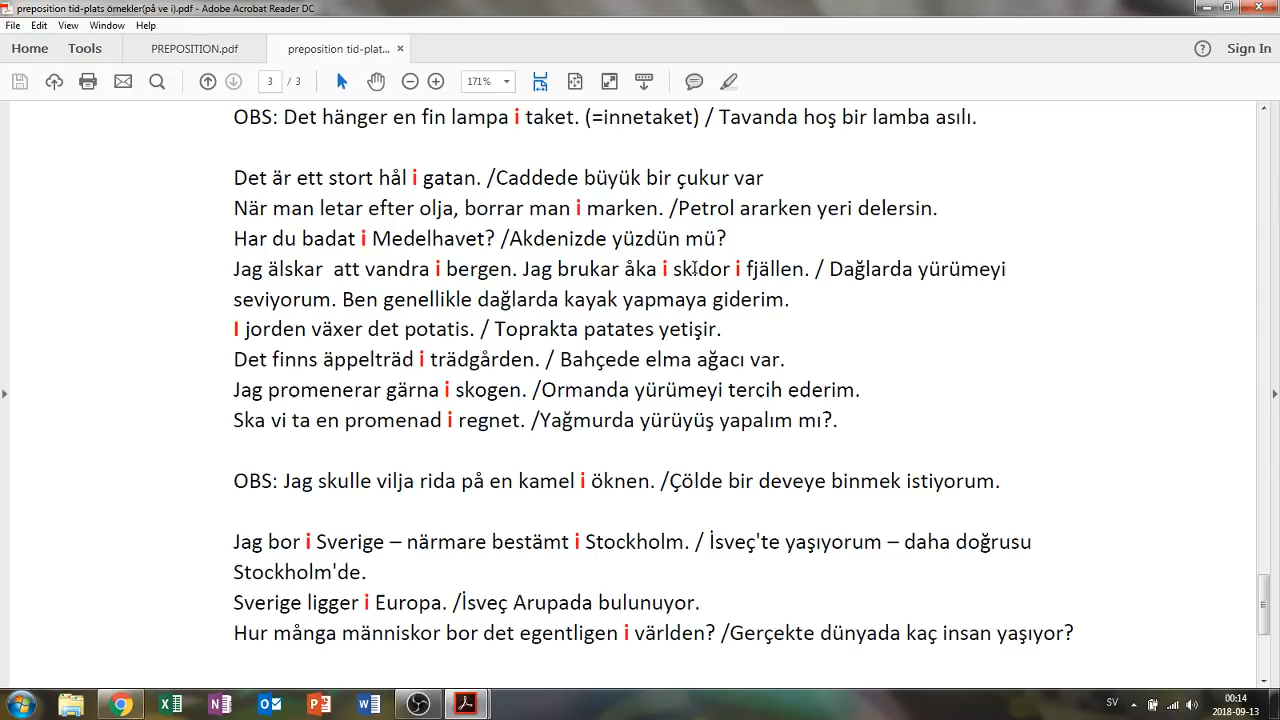 preposition tid-plats örnekler(på ve i).pdf - Adobe Acrobat Reader DC
File Edit View Window Help
Home Tools PREPOSITION.pdf preposition tid-plat... × Sign In
3 / 3 171%
OBS: Det hänger en fin lampa i taket. (=innetaket) / Tavanda hoş bir lamba asılı.
Det är ett stort hål i gatan. /Caddede büyük bir çukur var
När man letar efter olja, borrar man i marken. /Petrol ararken yeri delersin.
Har du badat i Medelhavet? /Akdenizde yüzdün mü?
Jag älskar att vandra i bergen. Jag brukar åka i skidor i fjällen. / Dağlarda yürümeyi
seviyorum. Ben genellikle dağlarda kayak yapmaya giderim.
I jorden växer det potatis. / Toprakta patates yetişir.
Det finns äppelträd i trädgården. / Bahçede elma ağacı var.
Jag promenerar gärna i skogen. /Ormanda yürümeyi tercih ederim.
Ska vi ta en promenad i regnet. /Yağmurda yürüyüş yapalım mı?.
OBS: Jag skulle vilja rida på en kamel i öknen. /Çölde bir deveye binmek istiyorum.
Jag bor i Sverige – närmare bestämt i Stockholm. / İsveç'te yaşıyorum – daha doğrusu
Stockholm'de.
Sverige ligger i Europa. /İsveç Arupada bulunuyor.
Hur många människor bor det egentligen i världen? /Gerçekte dünyada kaç insan yaşıyor?
SV 00:14
2018-09-13